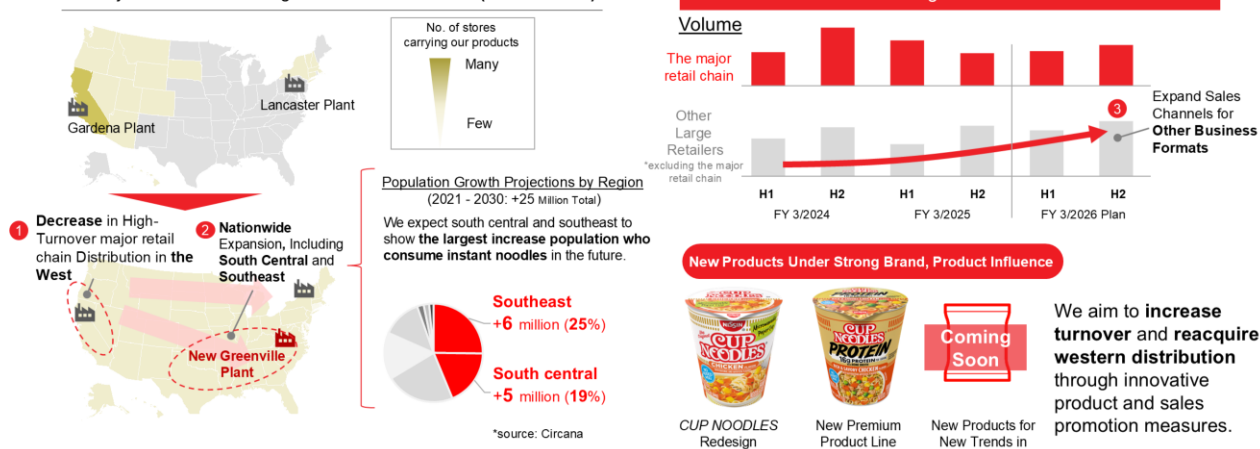 No. of stores
carrying our products
Many
Few
Lancaster Plant
Gardena Plant
1
Decrease in High-
Turnover major retail
chain Distribution in the
West
2
Nationwide
Expansion, Including
South Central and
Southeast
New Greenville
Plant
Population Growth Projections by Region
(2021 - 2030: +25 Million Total)
We expect south central and southeast to
show the largest increase population who
consume instant noodles in the future.
Southeast
+6 million (25%)
South central
+5 million (19%)
*source: Circana
Volume
The major
retail chain
Other
Large
Retailers
*excluding the major
retail chain
3
Expand Sales
Channels for
Other Business
Formats
H1 H2 H1 H2 H1 H2
FY 3/2024 FY 3/2025 FY 3/2026 Plan
New Products Under Strong Brand, Product Influence
NISSIN
CUP
NOODLES
CHICKEN
CUP
NOODLES
PROTEIN
16g PROTEIN
CHICKEN
Coming
Soon
CUP NOODLES
Redesign
New Premium
Product Line
New Products for
New Trends in
We aim to increase
turnover and reacquire
western distribution
through innovative
product and sales
promotion measures.